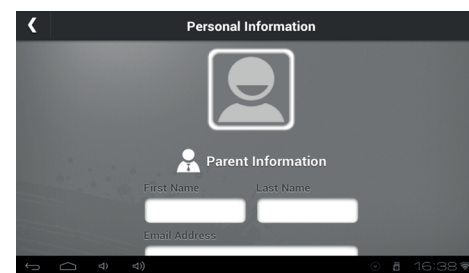 Personal Information
Parent Information
First Name Last Name
Email Address
16:38